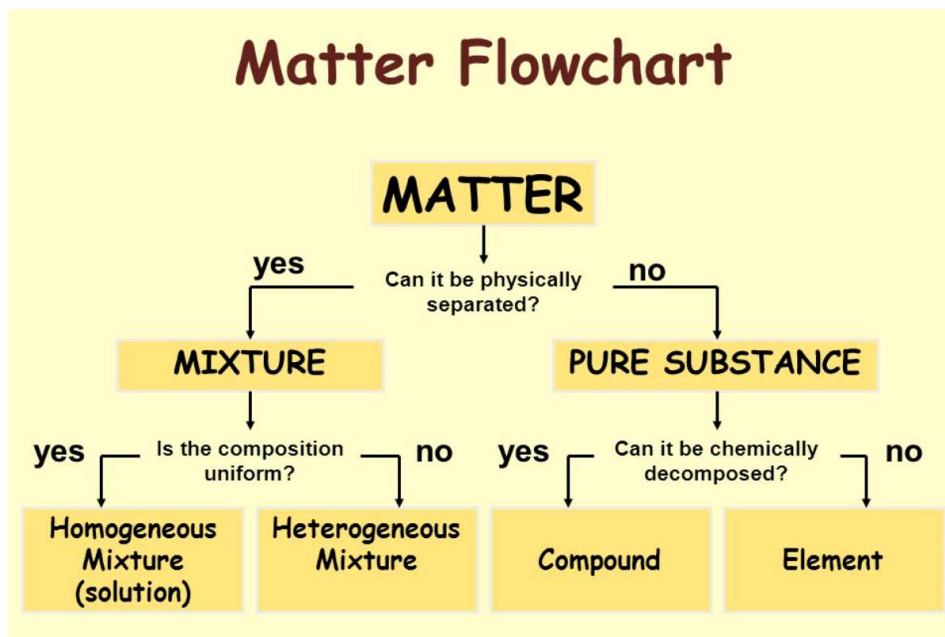 Matter Flowchart
MATTER
yes
Can it be physically
separated?
no
MIXTURE
PURE SUBSTANCE
yes
Is the composition
uniform?
no
yes
Can it be chemically
decomposed?
no
Homogeneous
Mixture
(solution)
Heterogeneous
Mixture
Compound
Element